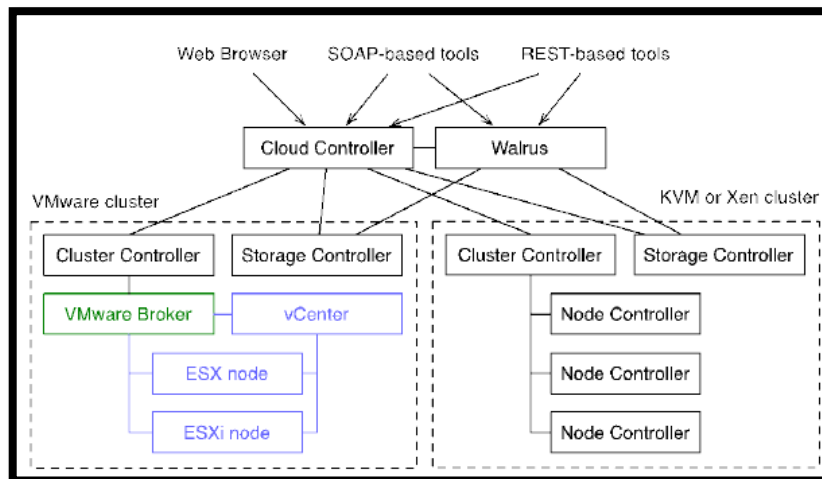 Web Browser SOAP-based tools REST-based tools
Cloud Controller Walrus
VMware cluster KVM or Xen cluster
Cluster Controller Storage Controller Cluster Controller Storage Controller
VMware Broker vCenter Node Controller
ESX node Node Controller
ESXi node Node Controller